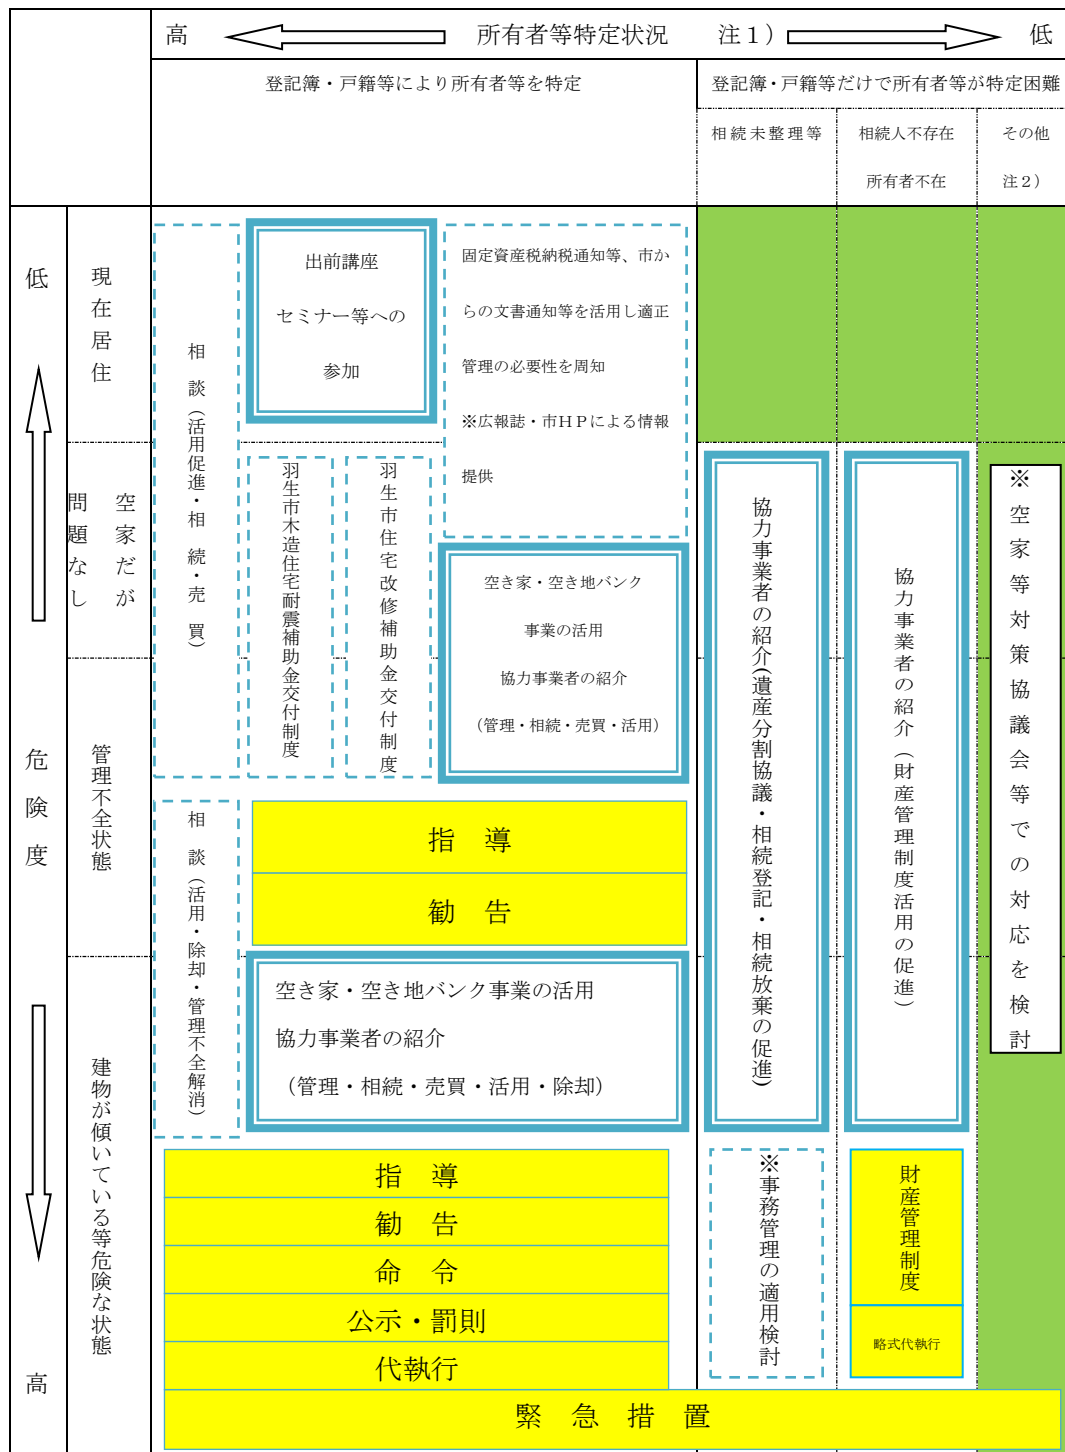 高 所有者等特定状況 注１） 低
登記簿・戸籍等により所有者等を特定
登記簿・戸籍等だけで所有者等が特定困難
相続未整理等
相続人不存在
所有者不在
その他
注２）
低
危険度
高
現在居住
空家だが
問題なし
管理不全状態
建物が傾いている等危険な状態
相　談（活用促進・相　続・売　買）
出前講座
セミナー等への
参加
固定資産税納税通知等、市か
らの文書通知等を活用し適正
管理の必要性を周知
※広報誌・市ＨＰによる情報
提供
羽生市木造住宅耐震補助金交付制度
羽生市住宅改修補助金交付制度
空き家・空き地バンク
事業の活用
協力事業者の紹介
（管理・相続・売買・活用）
相　談（活用・除却・管理不全解消）
指　導
勧　告
空き家・空き地バンク事業の活用
協力事業者の紹介
（管理・相続・売買・活用・除却）
指　導
勧　告
命　令
公示・罰則
代執行
緊　急　措　置
協力事業者の紹介（遺産分割協議・相続登記・相続放棄の促進）
※事務管理の適用検討
協力事業者の紹介（財産管理制度活用の促進）
財産管理制度
略式代執行
※空家等対策協議会等での対応を検討